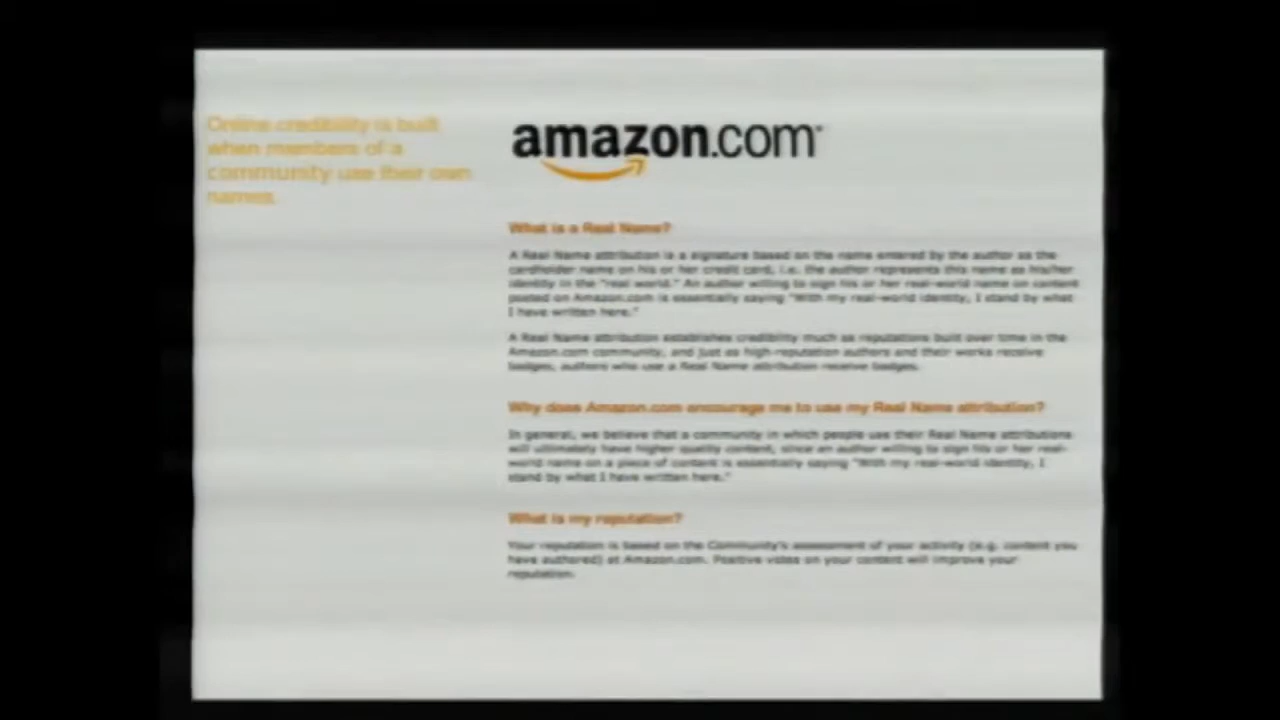 Online credibility is built
when members of a
community use their own
names.
amazon.com
What is a Real Name?
A Real Name attribution is a signature based on the name entered by the author as the
cardholder name on his or her credit card, i.e. the author represents this name as his/her
identity in the "real world." An author willing to sign his or her real-world name on content
posted on Amazon.com is essentially saying "With my real-world identity, I stand by what
I have written here."
A Real Name attribution establishes credibility much as reputations built over time in the
Amazon.com community, and just as high-reputation authors and their works receive
badges, authors who use a Real Name attribution receive badges.
Why does Amazon.com encourage me to use my Real Name attribution?
In general, we believe that a community in which people use their Real Name attributions
will ultimately have higher quality content, since an author willing to sign his or her real-
world name on a piece of content is essentially saying "With my real-world identity, I
stand by what I have written here."
What is my reputation?
Your reputation is based on the Community's assessment of your activity (e.g. content you
have authored) at Amazon.com. Positive votes on your content will improve your
reputation.